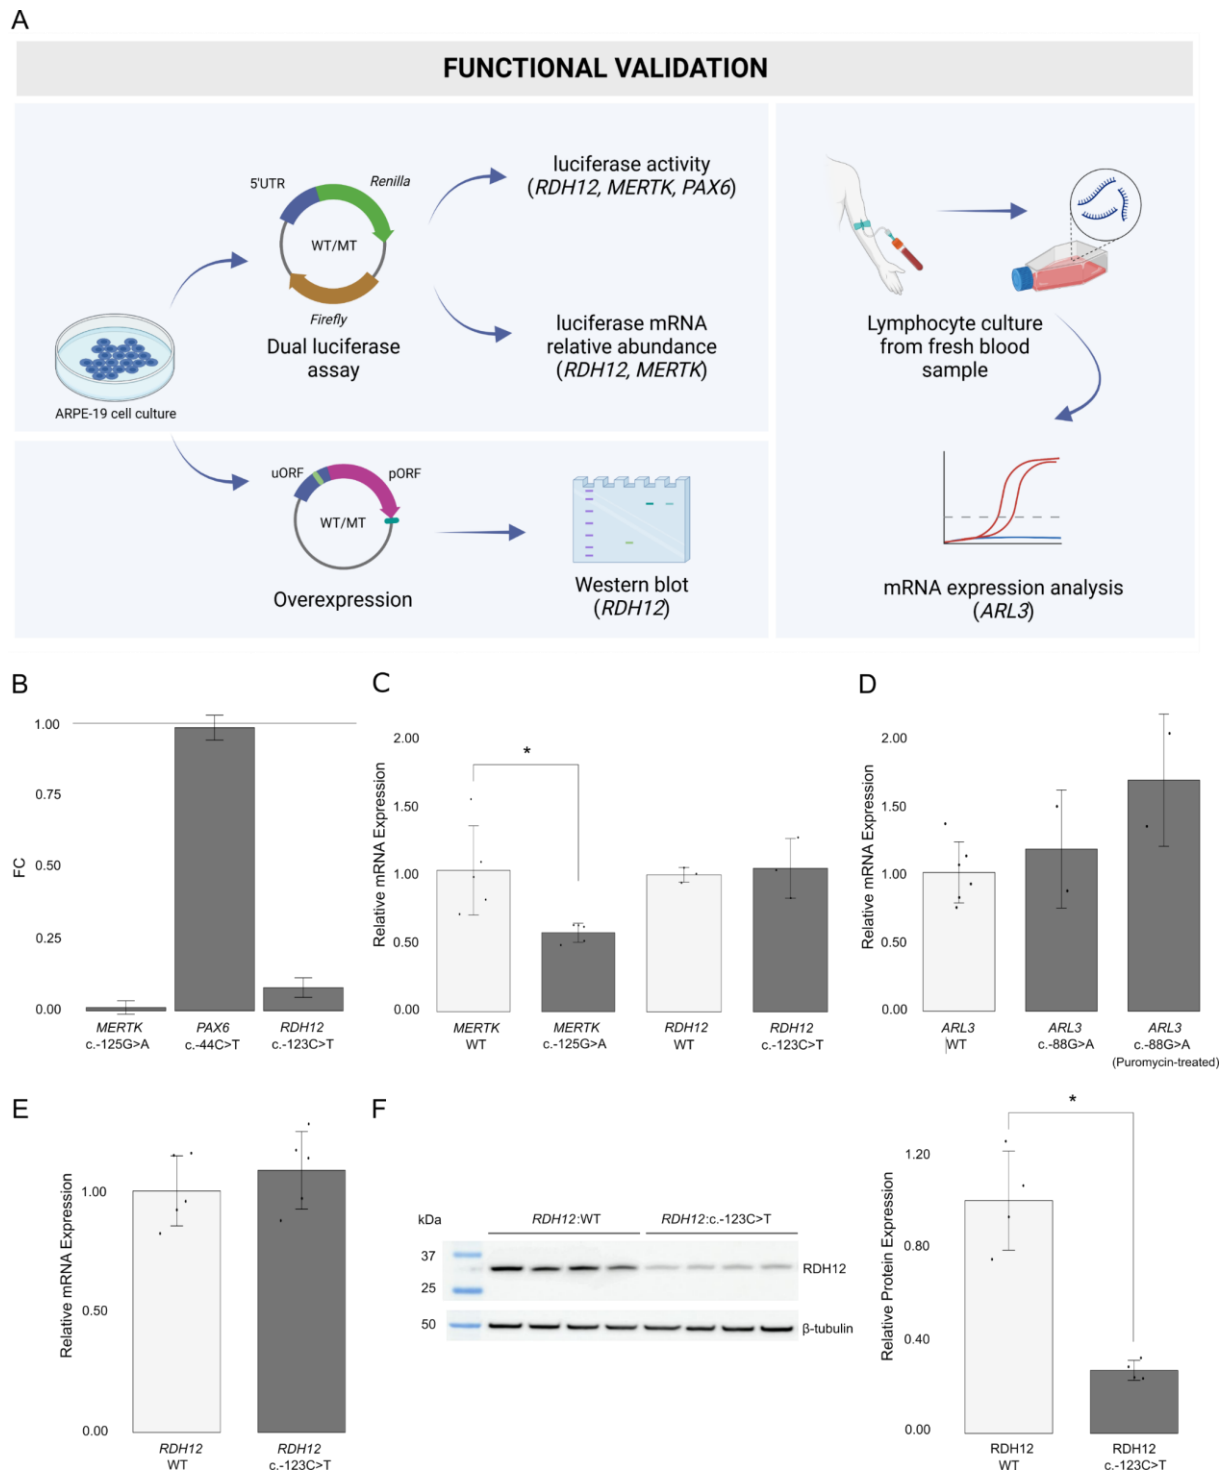 A
FUNCTIONAL VALIDATION
5'UTR
Renilla
WT/MT
Firefly
Dual luciferase
assay
ARPE-19 cell culture
luciferase activity
(RDH12, MERTK, PAX6)
luciferase mRNA
relative abundance
(RDH12, MERTK)
uORF
pORF
WT/MT
Overexpression
Western blot
(RDH12)
Lymphocyte culture
from fresh blood
sample
mRNA expression analysis
(ARL3)
B
FC
1.00
0.75
0.50
0.25
0.00
MERTK
c.-125G>A
PAX6
c.-44C>T
RDH12
c.-123C>T
C
Relative mRNA Expression
2.00
1.50
1.00
0.50
0.00
*
MERTK
WT
MERTK
c.-125G>A
RDH12
WT
RDH12
c.-123C>T
D
Relative mRNA Expression
2.00
1.50
1.00
0.50
0.00
ARL3
WT
ARL3
c.-88G>A
ARL3
c.-88G>A
(Puromycin-treated)
E
Relative mRNA Expression
1.00
0.50
0.00
RDH12
WT
RDH12
c.-123C>T
F
kDa
RDH12:WT
RDH12:c.-123C>T
37
25
50
RDH12
β-tubulin
Relative Protein Expression
1.20
0.80
0.40
0.00
*
RDH12
WT
RDH12
c.-123C>T